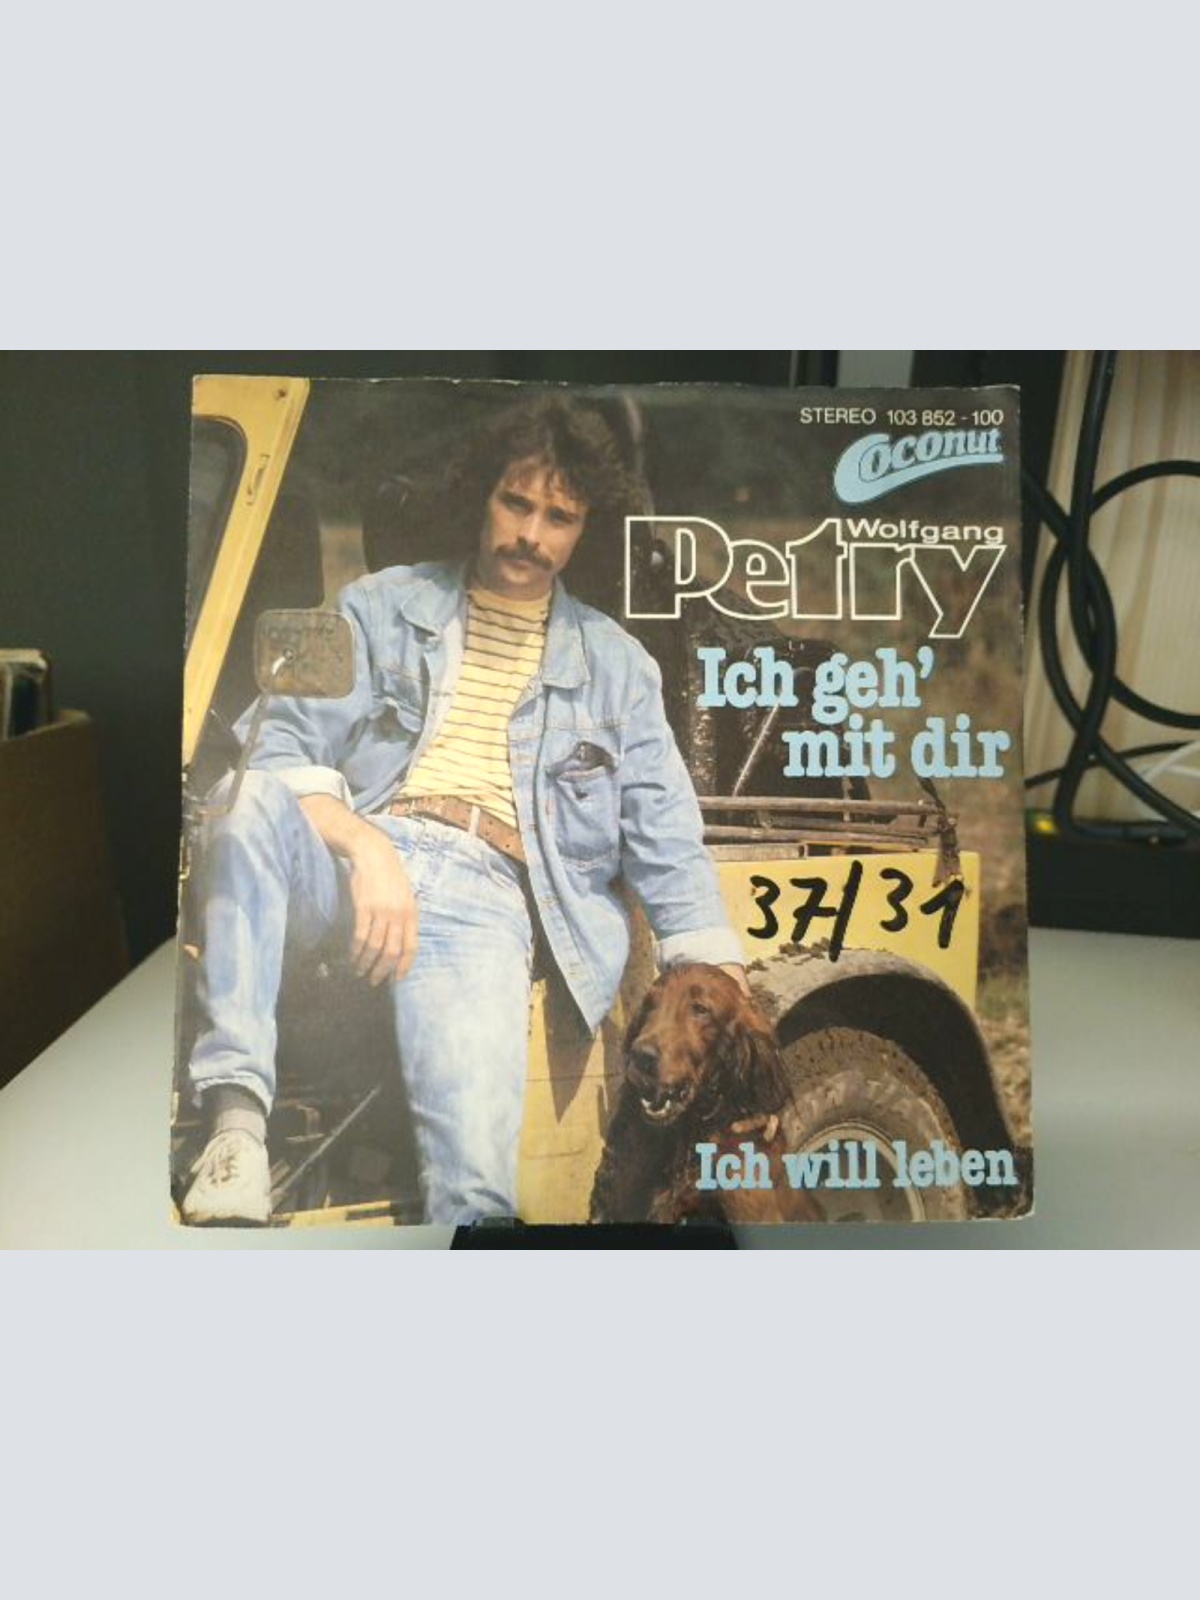 STEREO 103 852 - 100
Coconut
Wolfgang
Petry
Ich geh'
mit dir
37/31
Ich will leben